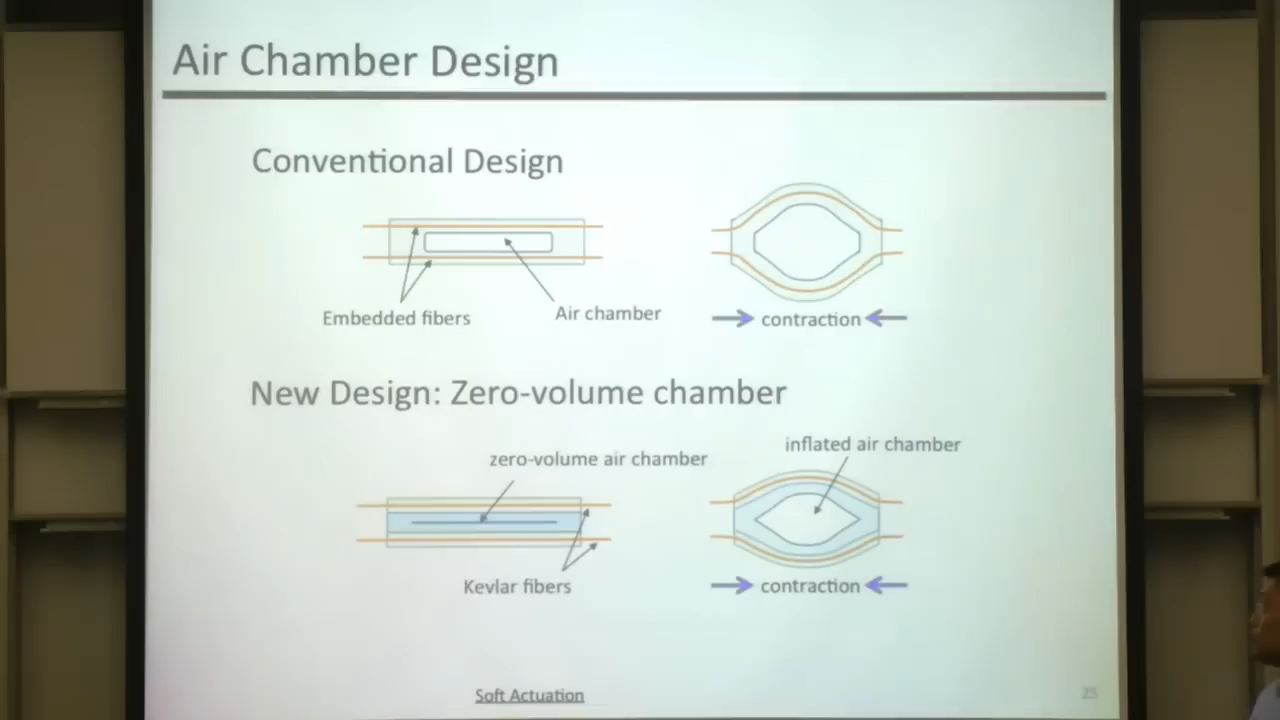 Air Chamber Design
Conventional Design
Embedded fibers
Air chamber
contraction
New Design: Zero-volume chamber
zero-volume air chamber
inflated air chamber
Kevlar fibers
contraction
Soft Actuation
25